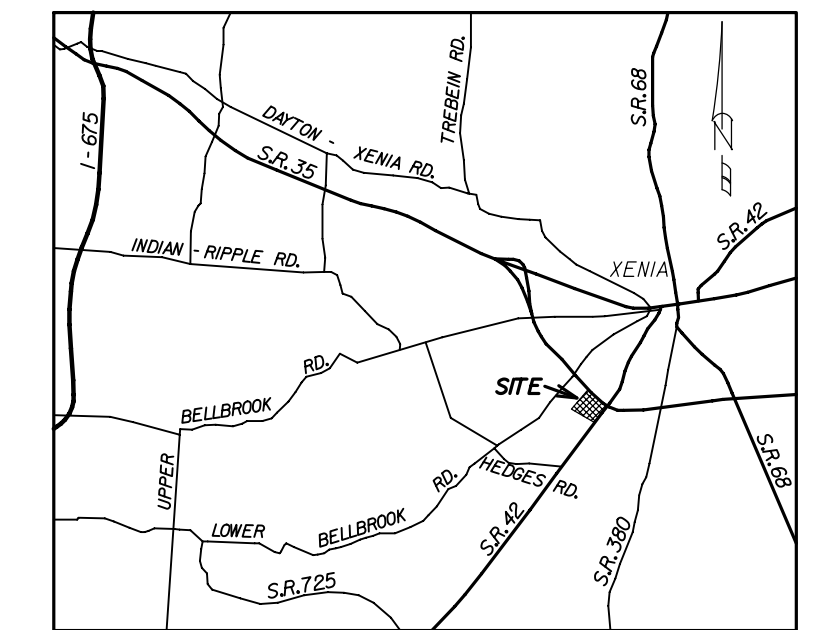 TREBEIN RD.
S.R. 68
I - 675
DAYTON - XENIA RD.
S.R. 35
N
S.R. 42
INDIAN - RIPPLE RD.
XENIA
SITE
BELLBROOK RD.
UPPER
HEDGES RD.
S.R. 68
LOWER BELLBROOK RD.
S.R. 42
S.R. 380
S.R. 725